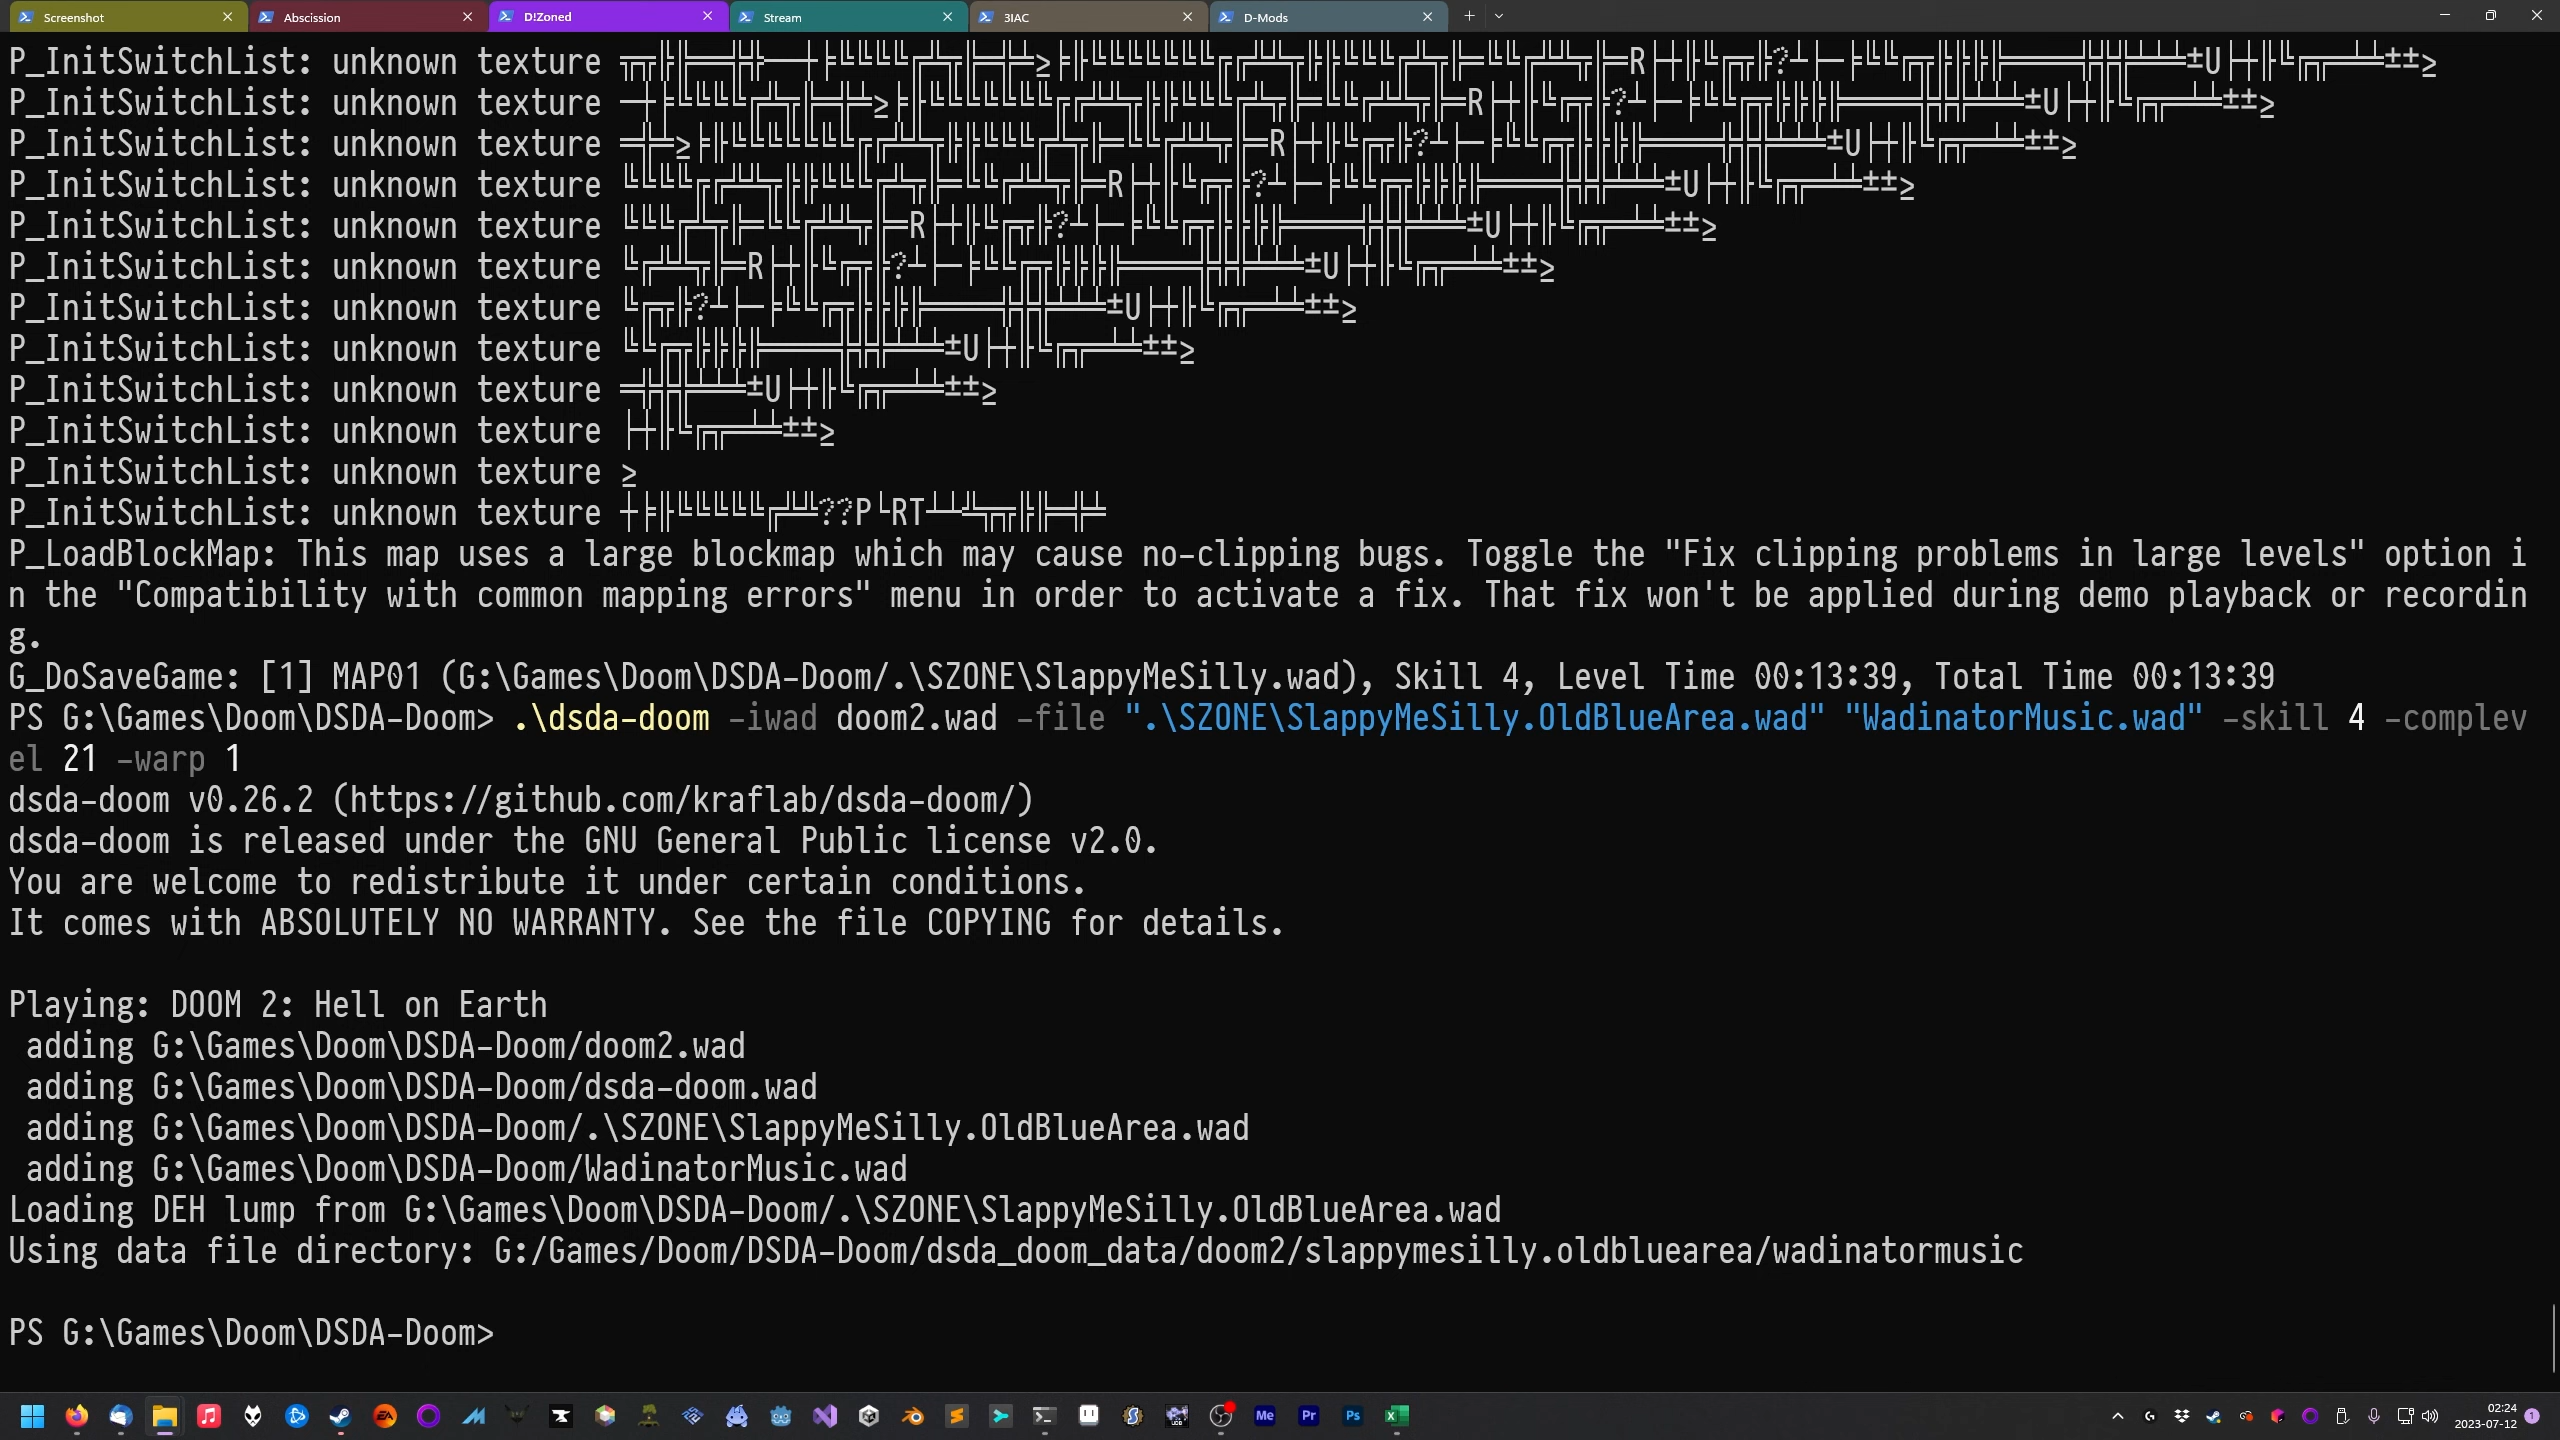 Screenshot
Abscission
D!Zoned
Stream
3IAC
D-Mods
P_InitSwitchList: unknown texture
P_InitSwitchList: unknown texture
P_InitSwitchList: unknown texture
P_InitSwitchList: unknown texture
P_InitSwitchList: unknown texture
P_InitSwitchList: unknown texture
P_InitSwitchList: unknown texture
P_InitSwitchList: unknown texture
P_InitSwitchList: unknown texture
P_InitSwitchList: unknown texture
P_InitSwitchList: unknown texture ≥
P_InitSwitchList: unknown texture
P_LoadBlockMap: This map uses a large blockmap which may cause no-clipping bugs. Toggle the "Fix clipping problems in large levels" option i
n the "Compatibility with common mapping errors" menu in order to activate a fix. That fix won't be applied during demo playback or recordin
g.
G_DoSaveGame: [1] MAP01 (G:\Games\Doom\DSDA-Doom/.\SZONE\SlappyMeSilly.wad), Skill 4, Level Time 00:13:39, Total Time 00:13:39
PS G:\Games\Doom\DSDA-Doom> .\dsda-doom -iwad doom2.wad -file ".\SZONE\SlappyMeSilly.OldBlueArea.wad" "WadinatorMusic.wad" -skill 4 -complev
el 21 -warp 1
dsda-doom v0.26.2 (https://github.com/kraflab/dsda-doom/)
dsda-doom is released under the GNU General Public license v2.0.
You are welcome to redistribute it under certain conditions.
It comes with ABSOLUTELY NO WARRANTY. See the file COPYING for details.
Playing: DOOM 2: Hell on Earth
adding G:\Games\Doom\DSDA-Doom/doom2.wad
adding G:\Games\Doom\DSDA-Doom/dsda-doom.wad
adding G:\Games\Doom\DSDA-Doom/.\SZONE\SlappyMeSilly.OldBlueArea.wad
adding G:\Games\Doom\DSDA-Doom/WadinatorMusic.wad
Loading DEH lump from G:\Games\Doom\DSDA-Doom/.\SZONE\SlappyMeSilly.OldBlueArea.wad
Using data file directory: G:/Games/Doom/DSDA-Doom/dsda_doom_data/doom2/slappymesilly.oldbluearea/wadinatormusic
PS G:\Games\Doom\DSDA-Doom>
EA
Me
Pr
Ps
02:24
2023-07-12
1